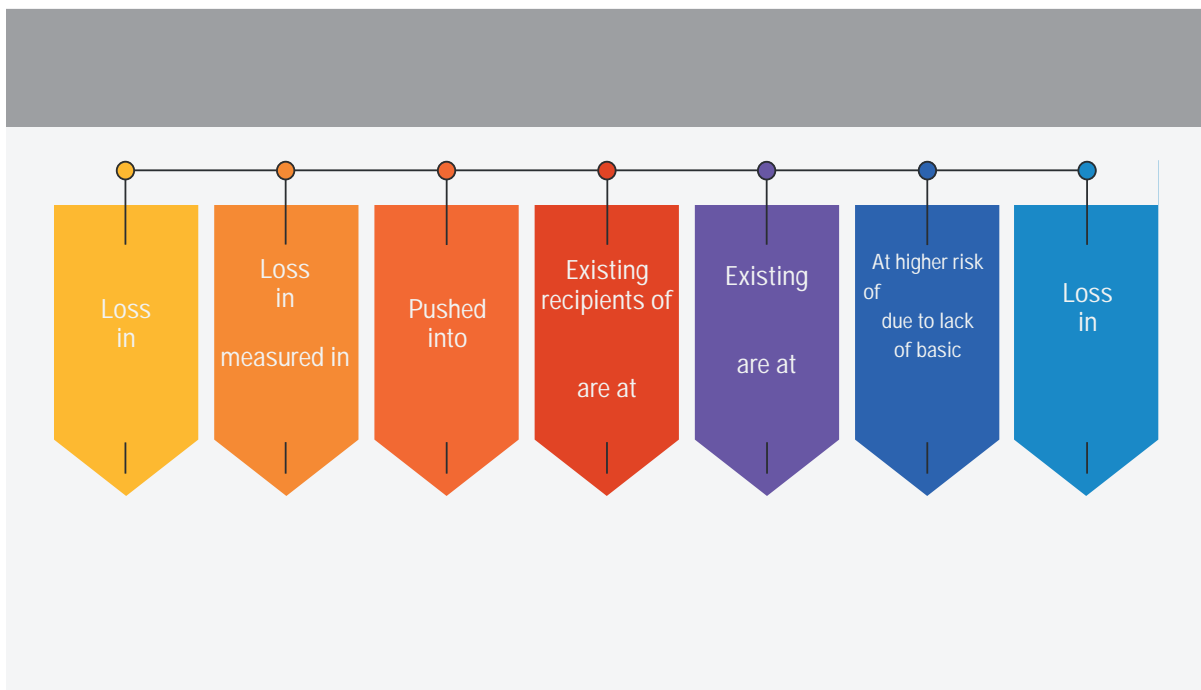 Loss
in
Loss
in
measured in
Pushed
into
Existing
recipients of
are at
Existing
are at
At higher risk
of
due to lack
of basic
Loss
in